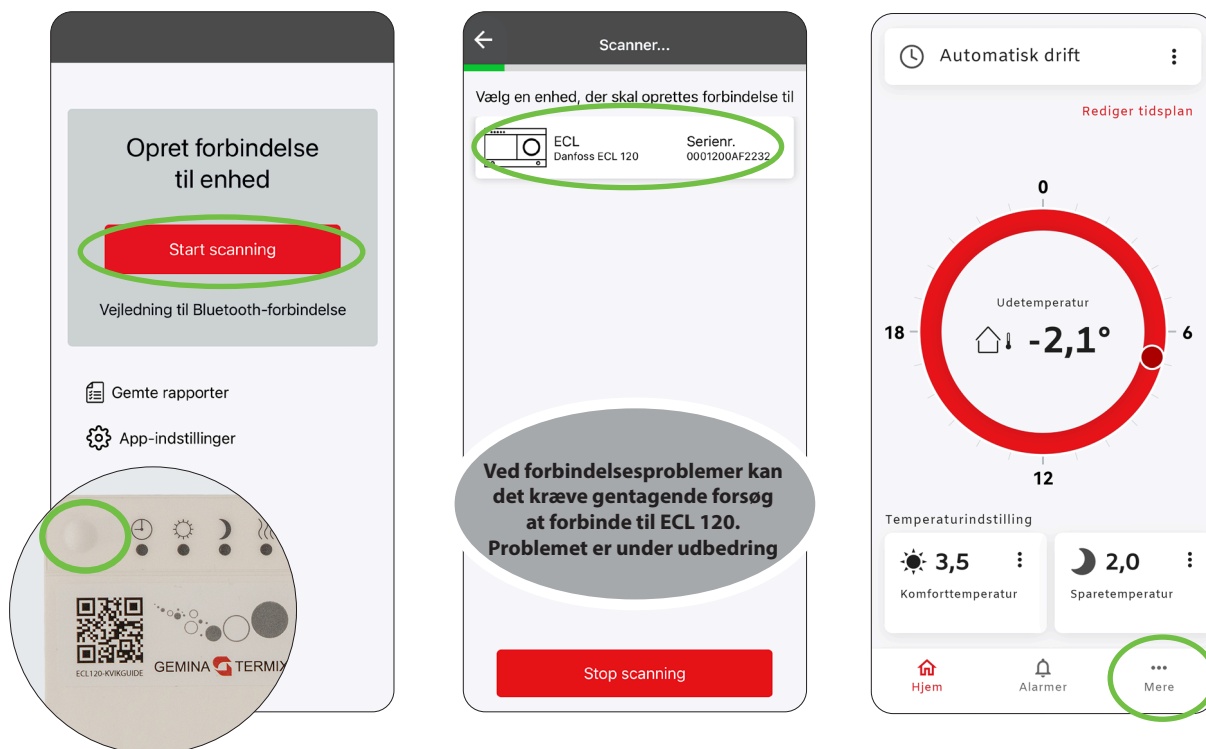 Opret forbindelse
til enhed
Start scanning
Vejledning til Bluetooth-forbindelse
Gemte rapporter
App-indstillinger
ECL120-KVIKGUIDE
GEMINA TERMIX
Scanner...
Vælg en enhed, der skal oprettes forbindelse til
ECL
Danfoss ECL 120
Serienr.
0001200AF2232
Ved forbindelsesproblemer kan
det kræve gentagende forsøg
at forbinde til ECL 120.
Problemet er under udbedring
Stop scanning
Automatisk drift
Rediger tidsplan
0
18
6
12
Udetemperatur
-2,1°
Temperaturindstilling
3,5
Komforttemperatur
2,0
Sparetemperatur
Hjem
Alarmer
Mere